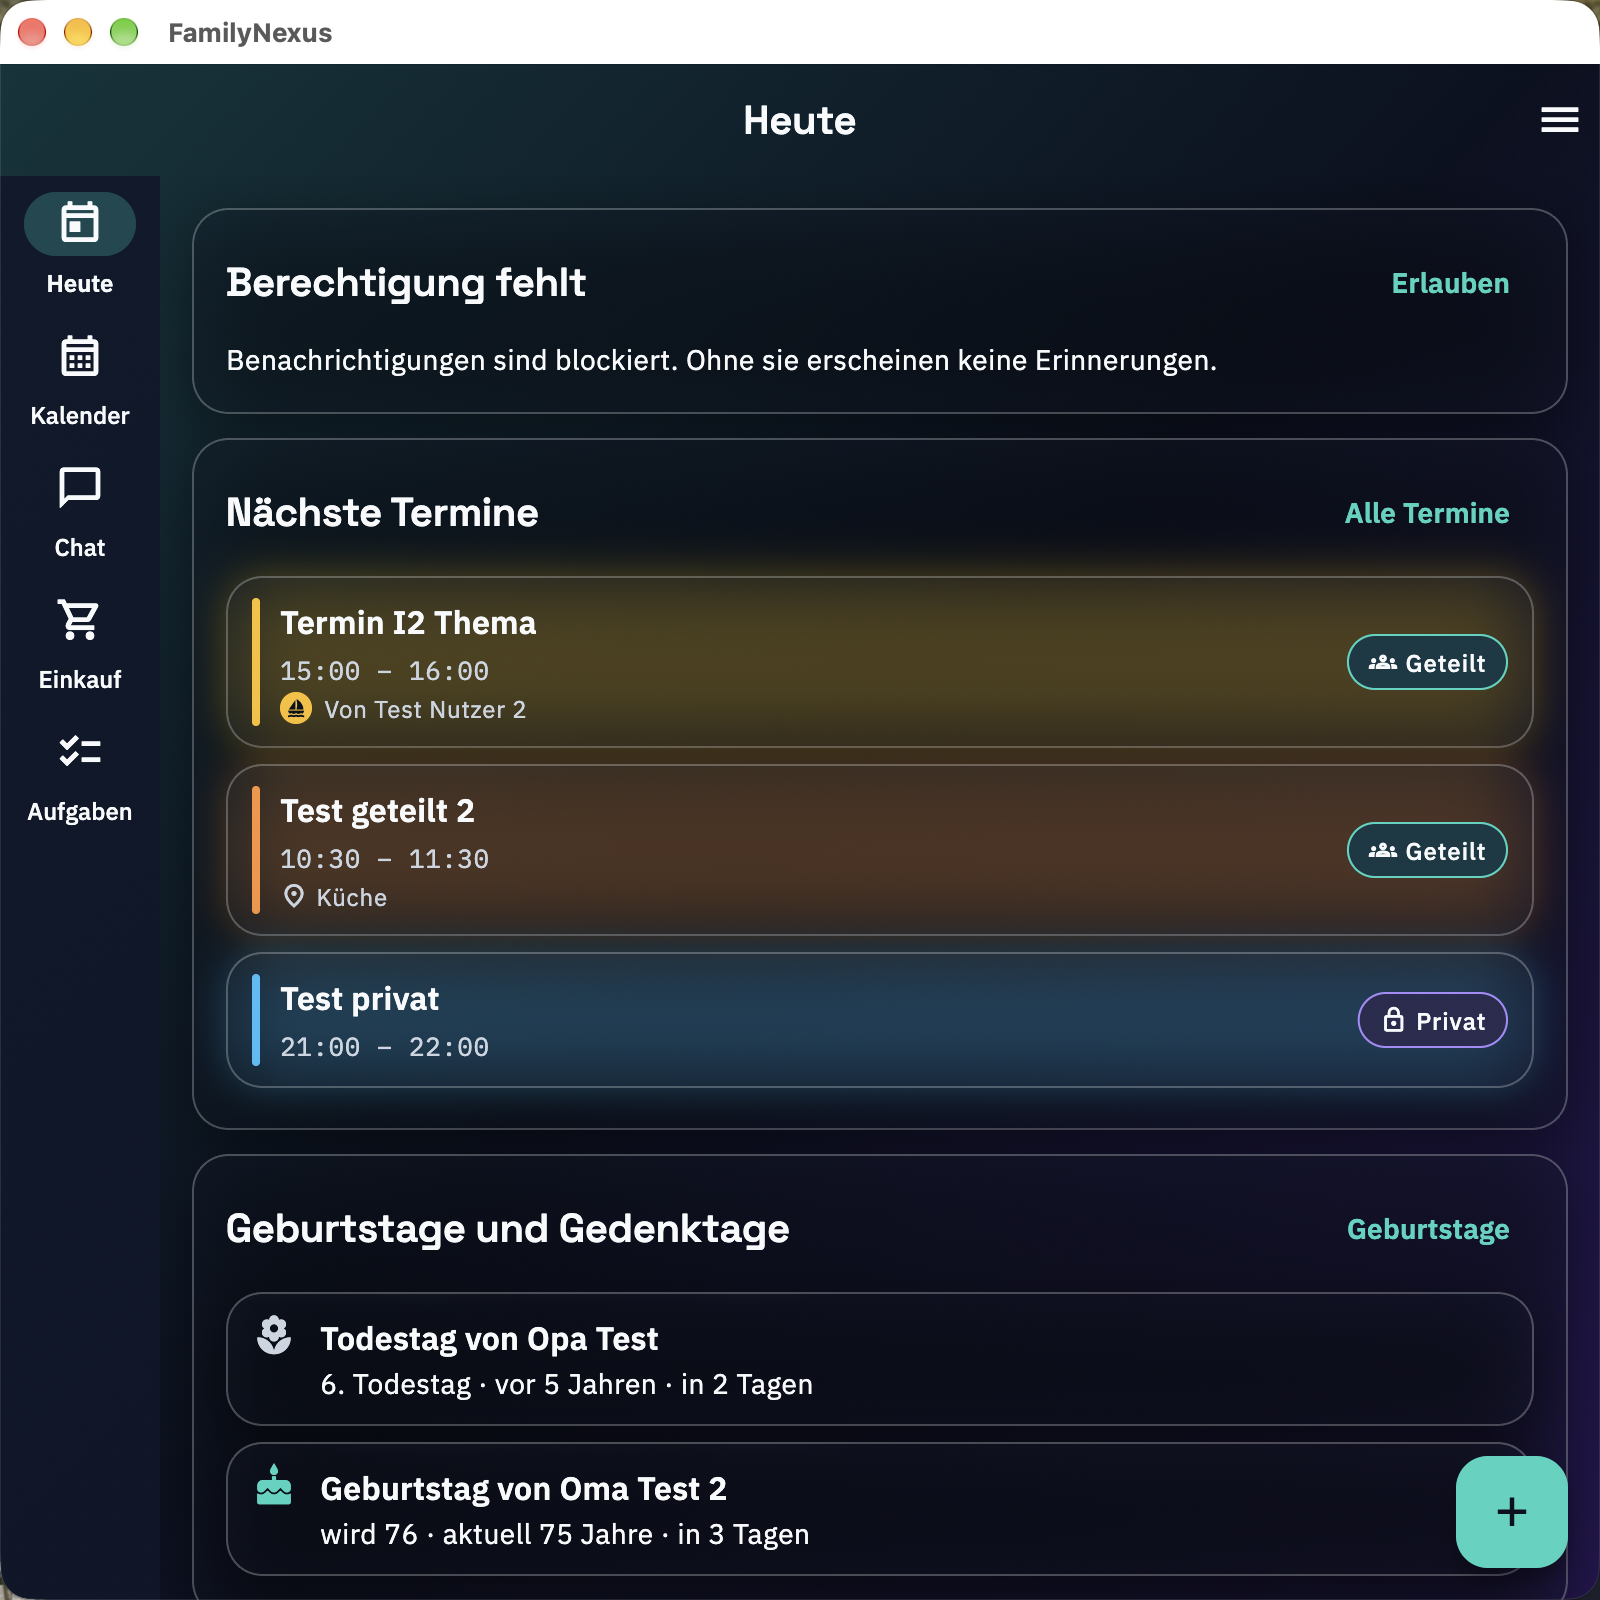 FamilyNexus
Heute
Heute
Kalender
Chat
Einkauf
Aufgaben
Berechtigung fehlt
Erlauben
Benachrichtigungen sind blockiert. Ohne sie erscheinen keine Erinnerungen.
Nächste Termine
Alle Termine
Termin I2 Thema
15:00 – 16:00
Von Test Nutzer 2
Geteilt
Test geteilt 2
10:30 – 11:30
Küche
Geteilt
Test privat
21:00 – 22:00
Privat
Geburtstage und Gedenktage
Geburtstage
Todestag von Opa Test
6. Todestag · vor 5 Jahren · in 2 Tagen
Geburtstag von Oma Test 2
wird 76 · aktuell 75 Jahre · in 3 Tagen